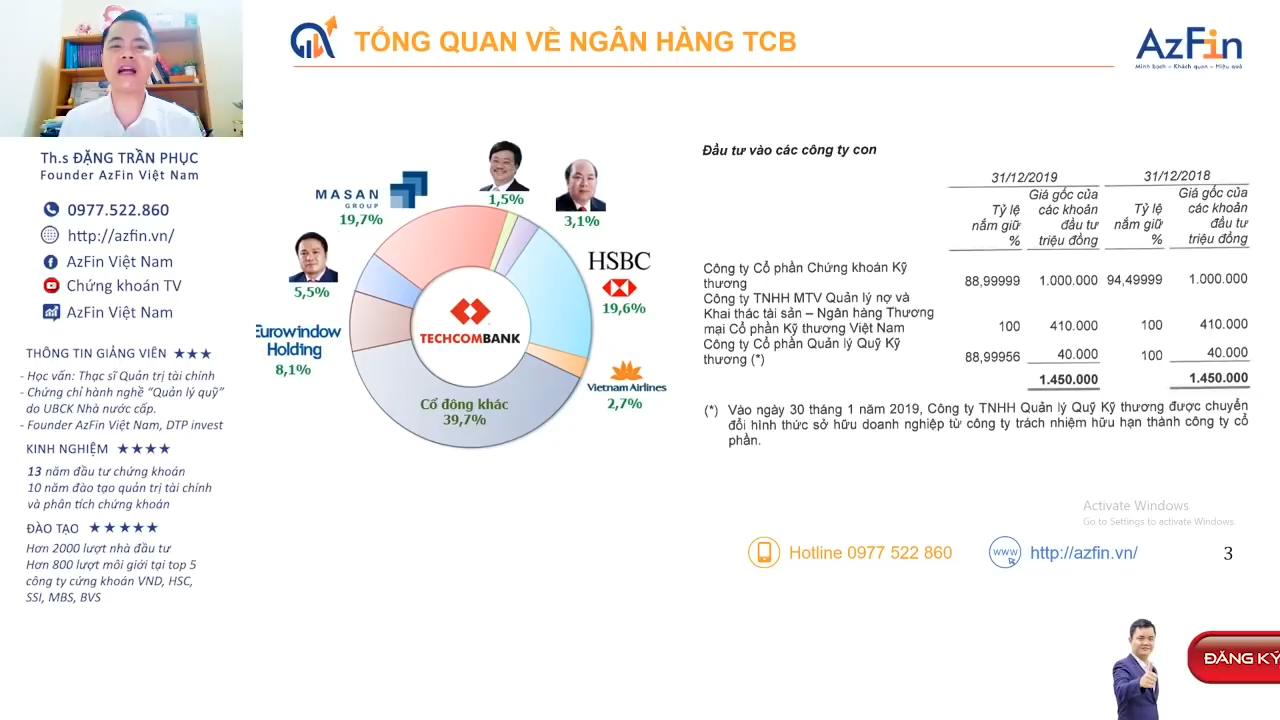 TỔNG QUAN VỀ NGÂN HÀNG TCB
AzFin
Minh bạch – Khách quan – Hiệu quả
Th.s ĐẶNG TRẦN PHỤC
Founder AzFin Việt Nam
0977.522.860
http://azfin.vn/
AzFin Việt Nam
Chứng khoán TV
AzFin Việt Nam
THÔNG TIN GIẢNG VIÊN ★★★
- Học vấn: Thạc sĩ Quản trị tài chính
- Chứng chỉ hành nghề “Quản lý quỹ”
do UBCK Nhà nước cấp.
- Founder AzFin Việt Nam, DTP invest
KINH NGHIỆM ★★★★
13 năm đầu tư chứng khoán
10 năm đào tạo quản trị tài chính
và phân tích chứng khoán
ĐÀO TẠO ★★★★★
Hơn 2000 lượt nhà đầu tư
Hơn 800 lượt môi giới tại top 5
công ty cứng khoán VND, HSC,
SSI, MBS, BVS
MASAN
GROUP
19,7%
1,5%
3,1%
HSBC
19,6%
Vietnam Airlines
2,7%
5,5%
Eurowindow
Holding
8,1%
TECHCOMBANK
Cổ đông khác
39,7%
Đầu tư vào các công ty con
31/12/2019 31/12/2018
Tỷ lệ nắm giữ % Giá gốc của các khoản đầu tư triệu đồng Tỷ lệ nắm giữ % Giá gốc của các khoản đầu tư triệu đồng
Công ty Cổ phần Chứng khoán Kỹ
thương 88,99999 1.000.000 94,49999 1.000.000
Công ty TNHH MTV Quản lý nợ và
Khai thác tài sản – Ngân hàng Thương
mại Cổ phần Kỹ thương Việt Nam 100 410.000 100 410.000
Công ty Cổ phần Quản lý Quỹ Kỹ
thương (*) 88,99956 40.000 100 40.000
1.450.000 1.450.000
(*) Vào ngày 30 tháng 1 năm 2019, Công ty TNHH Quản lý Quỹ Kỹ thương được chuyển
đổi hình thức sở hữu doanh nghiệp từ công ty trách nhiệm hữu hạn thành công ty cổ
phần.
Activate Windows
Go to Settings to activate Windows.
Hotline 0977 522 860
www
http://azfin.vn/
3
ĐĂNG KÝ